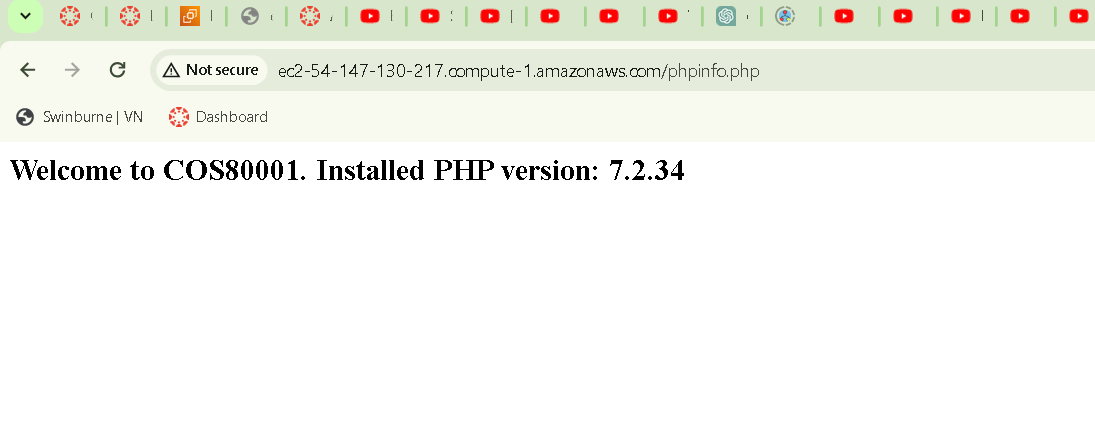 Not secure ec2-54-147-130-217.compute-1.amazonaws.com/phpinfo.php
Swinburne | VN Dashboard
Welcome to COS80001. Installed PHP version: 7.2.34